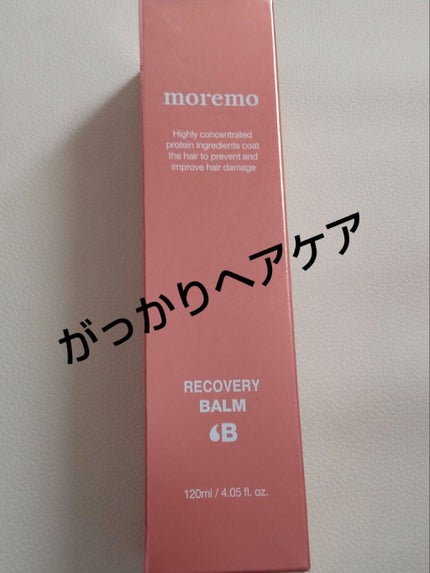 moremo
Highly concentrated
protein ingredients coat
the hair to prevent and
improve hair damage
がっかりヘアケア
RECOVERY
BALM
B
120ml / 4.05 fl. oz.